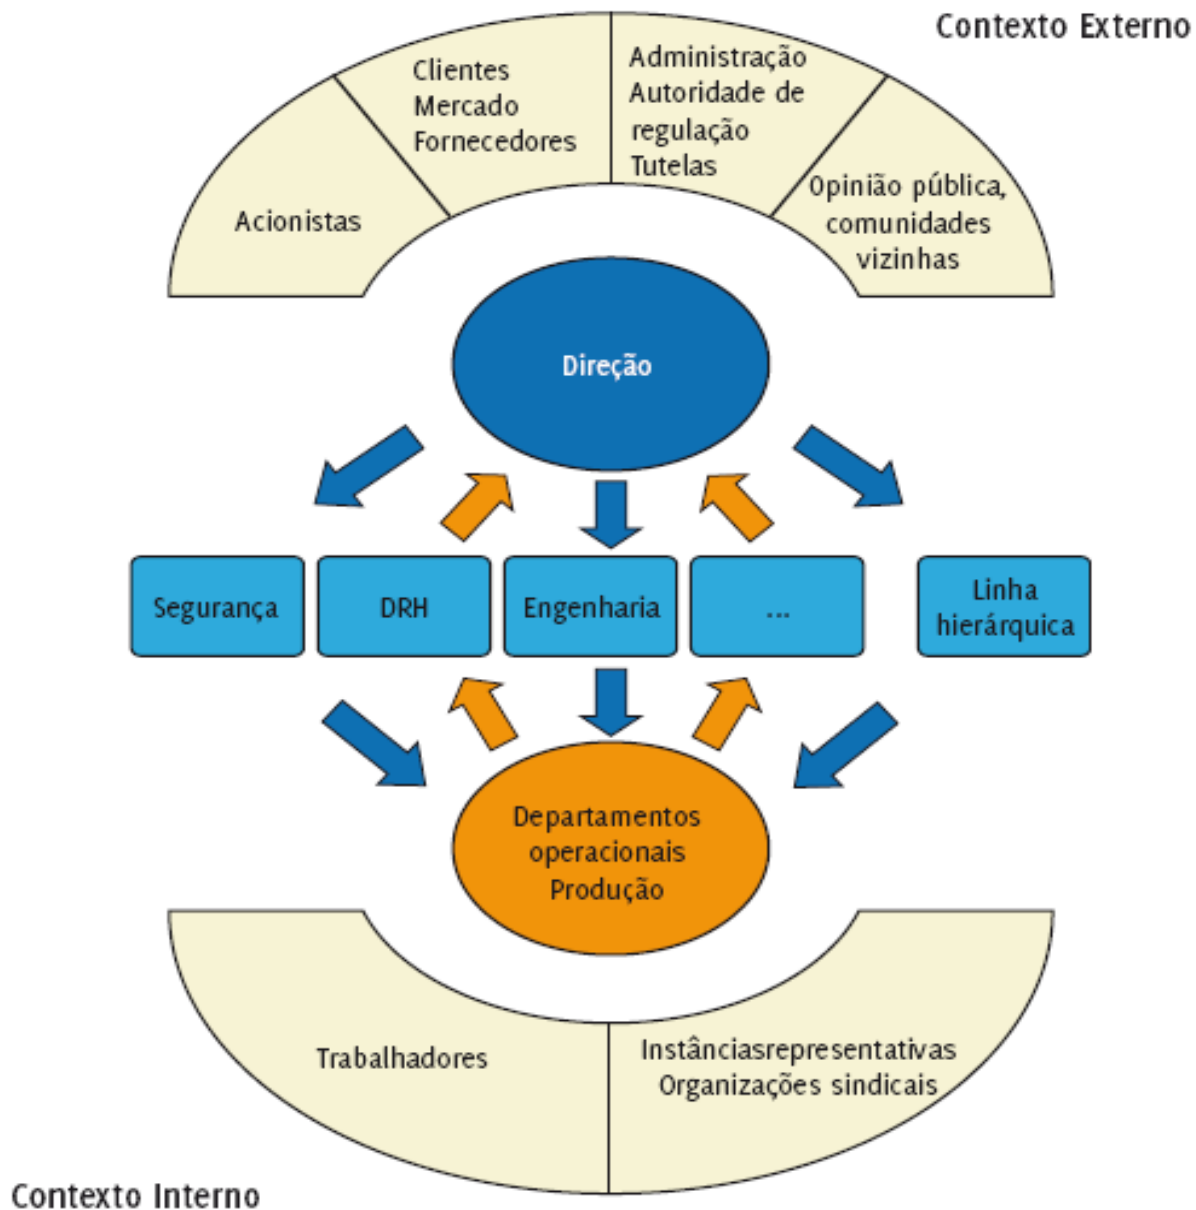 Contexto Externo
Clientes
Mercado
Fornecedores
Administração
Autoridade de
regulação
Tutelas
Acionistas
Opinião pública,
comunidades
vizinhas
Direção
Segurança
DRH
Engenharia
...
Linha
hierárquica
Departamentos
operacionais
Produção
Trabalhadores
Instânciasrepresentativas
Organizações sindicais
Contexto Interno